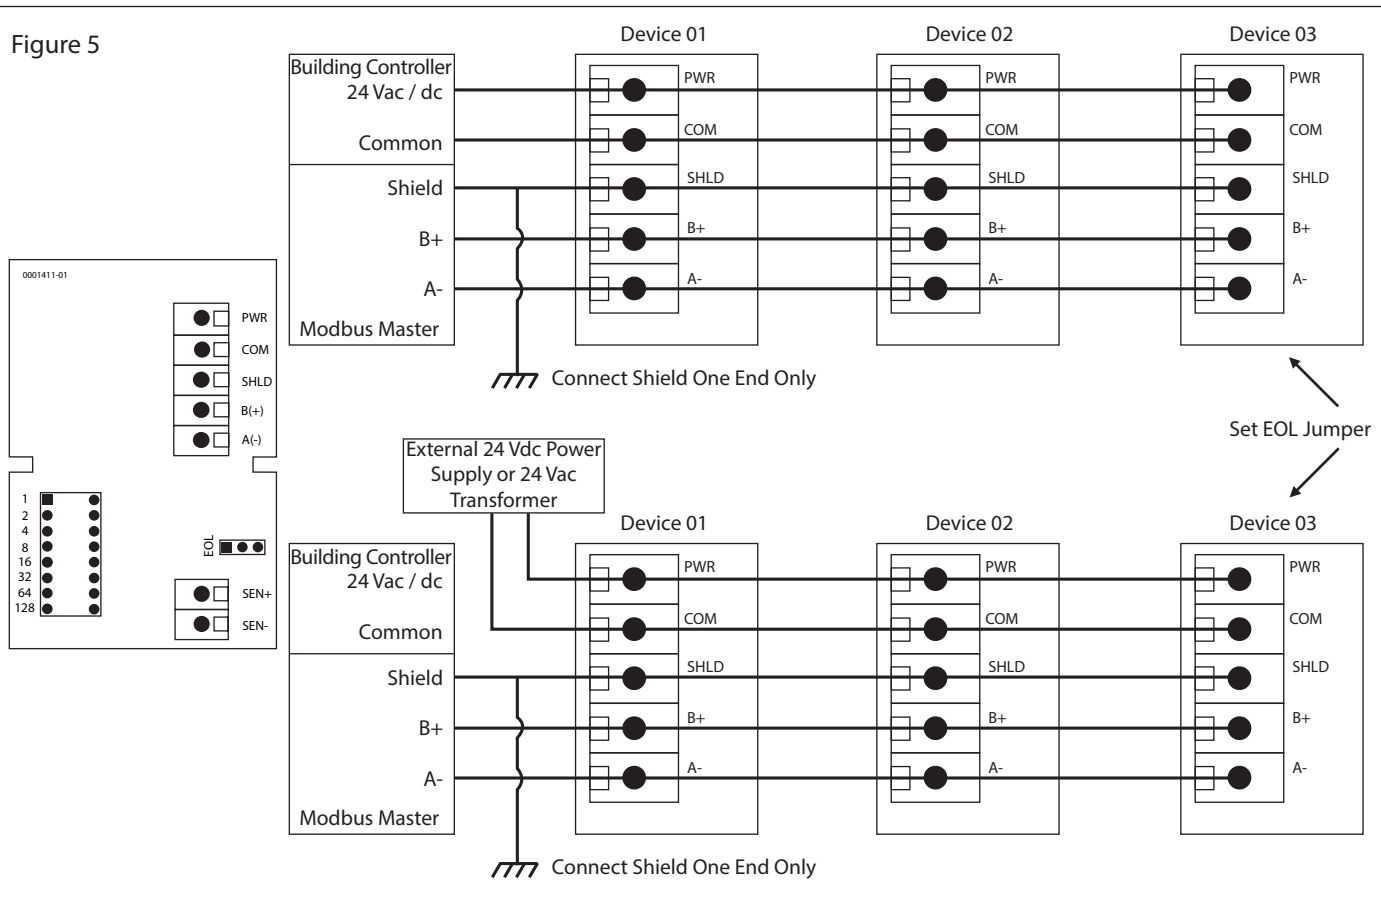 Figure 5
0001411-01
PWR
COM
SHLD
B(+)
A(-)
1
2
4
8
16
32
64
128
EOL
SEN+
SEN-
Building Controller
24 Vac / dc
Common
Shield
B+
A-
Modbus Master
Device 01
PWR
COM
SHLD
B+
A-
Device 02
PWR
COM
SHLD
B+
A-
Device 03
PWR
COM
SHLD
B+
A-
Connect Shield One End Only
Set EOL Jumper
External 24 Vdc Power
Supply or 24 Vac
Transformer
Building Controller
24 Vac / dc
Common
Shield
B+
A-
Modbus Master
Device 01
PWR
COM
SHLD
B+
A-
Device 02
PWR
COM
SHLD
B+
A-
Device 03
PWR
COM
SHLD
B+
A-
Connect Shield One End Only